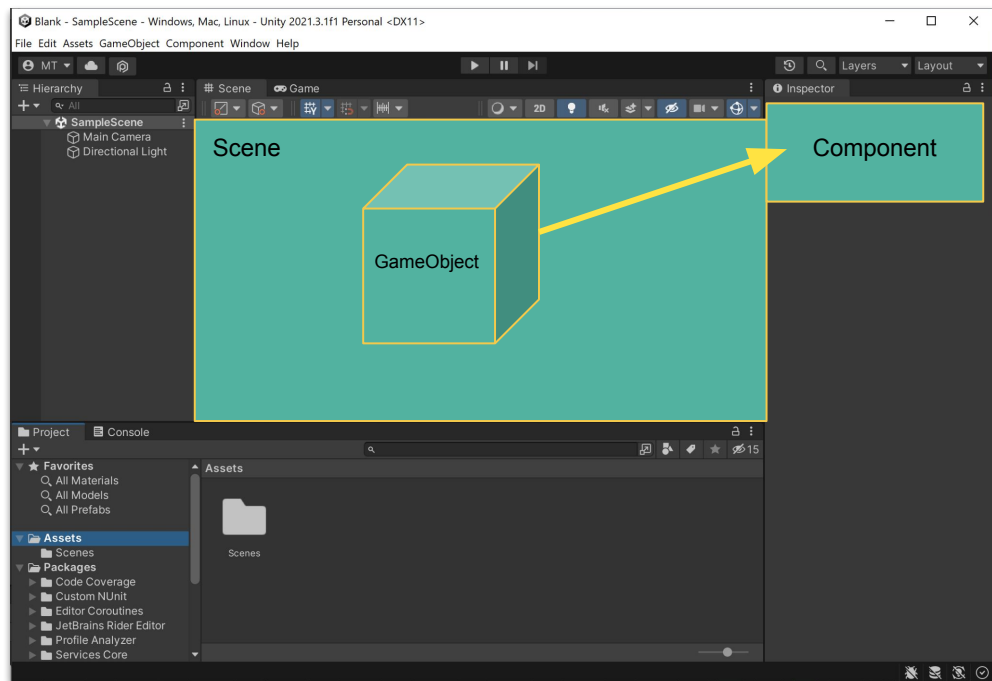 Blank - SampleScene - Windows, Mac, Linux - Unity 2021.3.1f1 Personal <DX11>
File Edit Assets GameObject Component Window Help
MT Layers Layout
Hierarchy
All
SampleScene
Main Camera
Directional Light
Scene Game
2D
Scene
GameObject
Inspector
Component
Project Console
15
Favorites
All Materials
All Models
All Prefabs
Assets
Scenes
Packages
Code Coverage
Custom NUnit
Editor Coroutines
JetBrains Rider Editor
Profile Analyzer
Services Core
Assets
Scenes